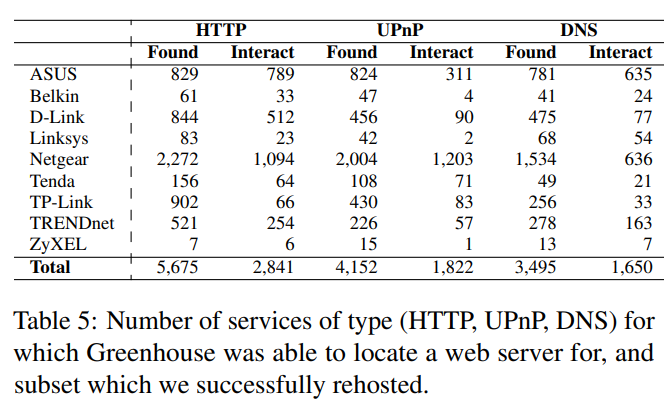 HTTP UPnP DNS
Found Interact Found Interact Found Interact
ASUS 829 789 824 311 781 635
Belkin 61 33 47 4 41 24
D-Link 844 512 456 90 475 77
Linksys 83 23 42 2 68 54
Netgear 2,272 1,094 2,004 1,203 1,534 636
Tenda 156 64 108 71 49 21
TP-Link 902 66 430 83 256 33
TRENDnet 521 254 226 57 278 163
ZyXEL 7 6 15 1 13 7
Total 5,675 2,841 4,152 1,822 3,495 1,650
Table 5: Number of services of type (HTTP, UPnP, DNS) for
which Greenhouse was able to locate a web server for, and
subset which we successfully rehosted.